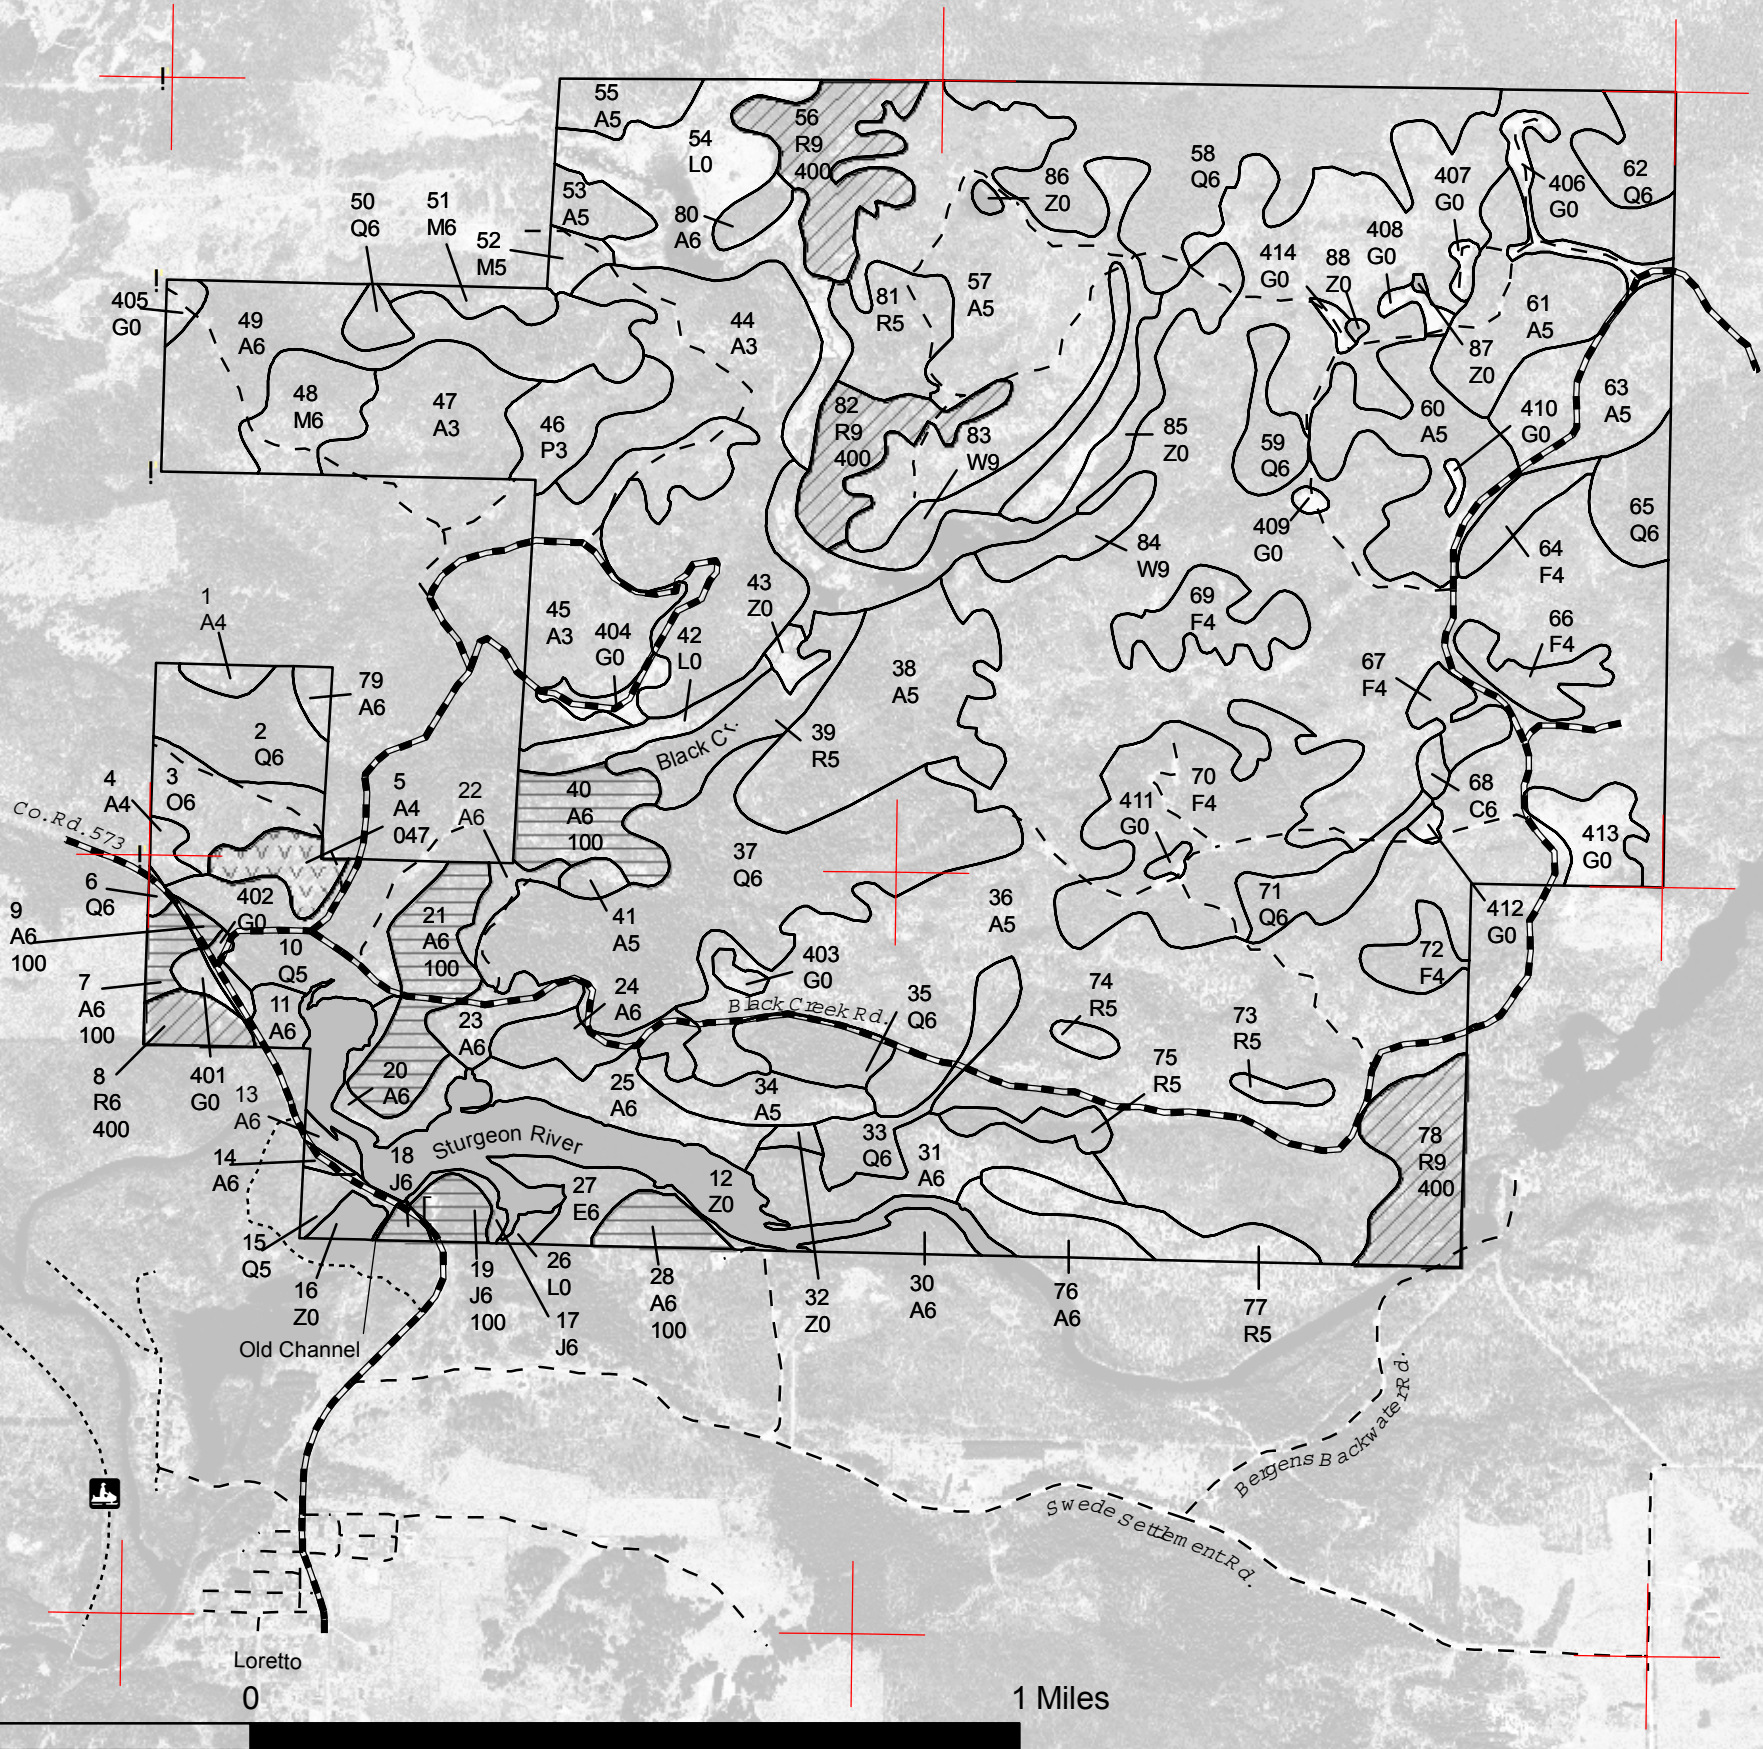 55
A5
54
L0
56
R9
400
58
Q6
62
Q6
407
G0
406
G0
86
Z0
53
A5
80
A6
50
Q6
51
M6
52
M5
408
G0
414
G0
88
Z0
405
G0
49
A6
44
A3
81
R5
57
A5
61
A5
87
Z0
63
A5
48
M6
47
A3
46
P3
82
R9
400
83
W9
85
Z0
59
Q6
60
A5
410
G0
65
Q6
409
G0
84
W9
64
F4
1
A4
45
A3
404
G0
42
L0
43
Z0
69
F4
66
F4
67
F4
38
A5
39
R5
79
A6
2
Q6
Black Cr.
4
A4
3
O6
5
A4
047
22
A6
40
A6
100
70
F4
411
G0
68
C6
413
G0
Co. Rd. 573
37
Q6
36
A5
71
Q6
412
G0
6
Q6
402
G0
9
A6
100
10
Q5
21
A6
100
41
A5
72
F4
403
G0
7
A6
100
11
A6
24
A6
Black Creek Rd.
35
Q6
74
R5
73
R5
23
A6
8
R6
400
401
G0
13
A6
20
A6
25
A6
34
A5
75
R5
Sturgeon River
33
Q6
31
A6
78
R9
400
14
A6
18
J6
27
E6
12
Z0
15
Q5
16
Z0
19
J6
100
26
L0
17
J6
28
A6
100
32
Z0
30
A6
76
A6
77
R5
Old Channel
Bergens Backwater Rd.
Swede Settlement Rd.
Loretto
0
1 Miles